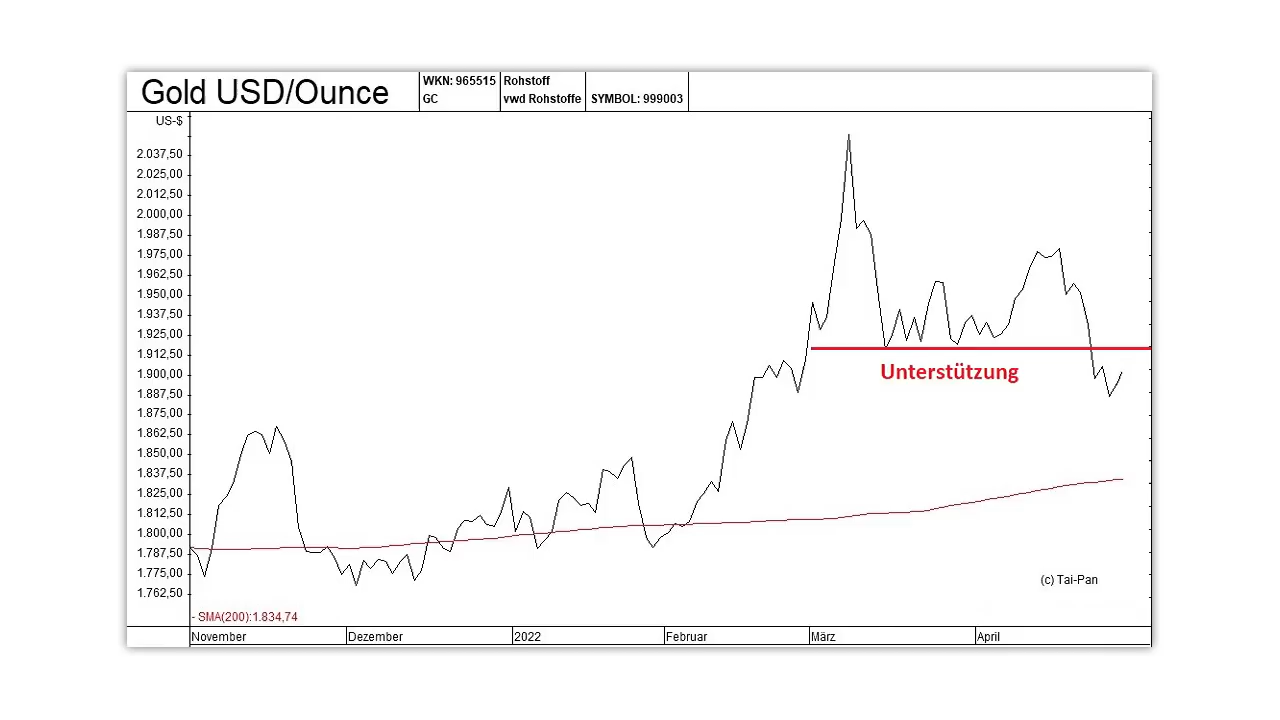 Gold USD/Ounce
WKN: 965515
GC
Rohstoff
vwd Rohstoffe
SYMBOL: 999003
US-$
2.037,50
2.025,00
2.012,50
2.000,00
1.987,50
1.975,00
1.962,50
1.950,00
1.937,50
1.925,00
1.912,50
1.900,00
1.887,50
1.875,00
1.862,50
1.850,00
1.837,50
1.825,00
1.812,50
1.800,00
1.787,50
1.775,00
1.762,50
Unterstützung
(c) Tai-Pan
- SMA(200):1.834,74
November
Dezember
2022
Februar
März
April